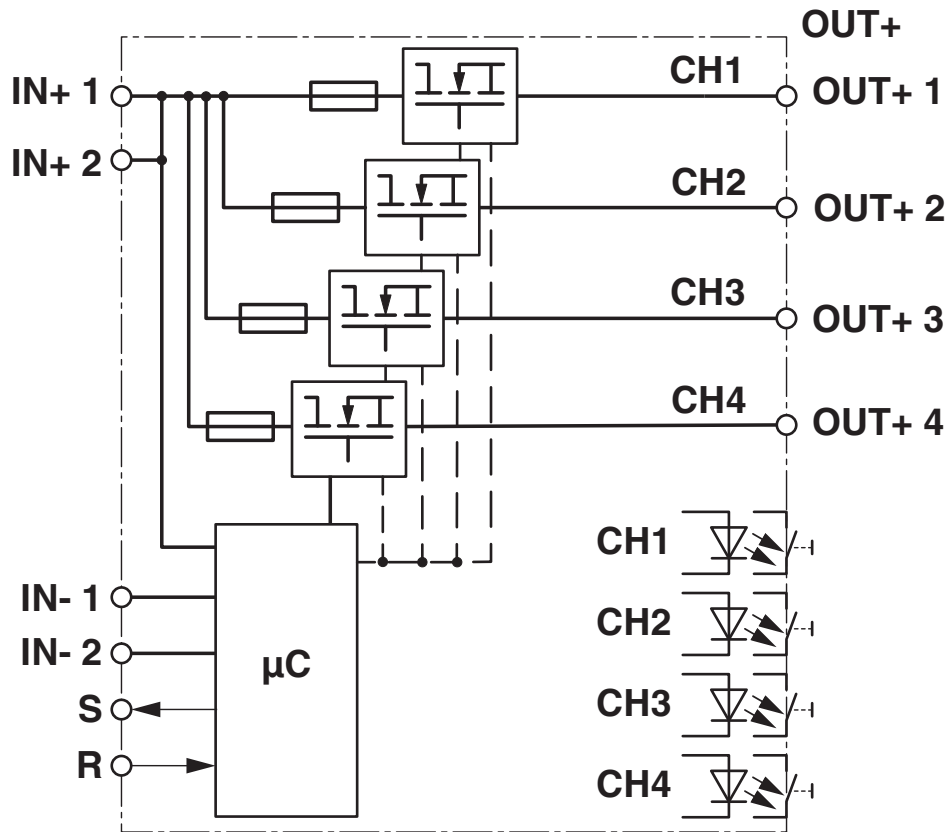 OUT+
IN+ 1
CH1
OUT+ 1
IN+ 2
CH2
OUT+ 2
CH3
OUT+ 3
CH4
OUT+ 4
CH1
IN- 1
CH2
IN- 2
µC
S
CH3
R
CH4